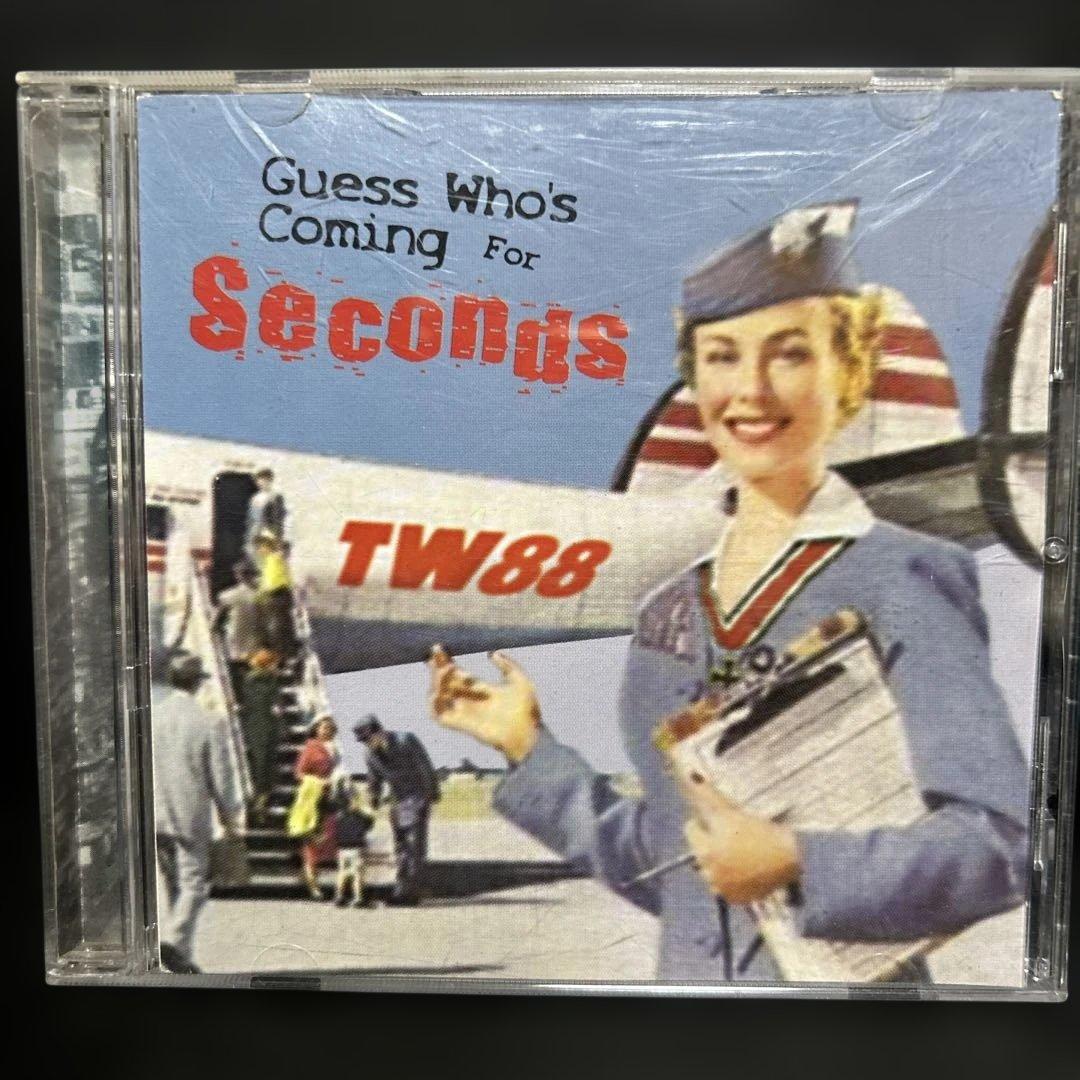 Guess Who's
Coming For
Seconds
TW88